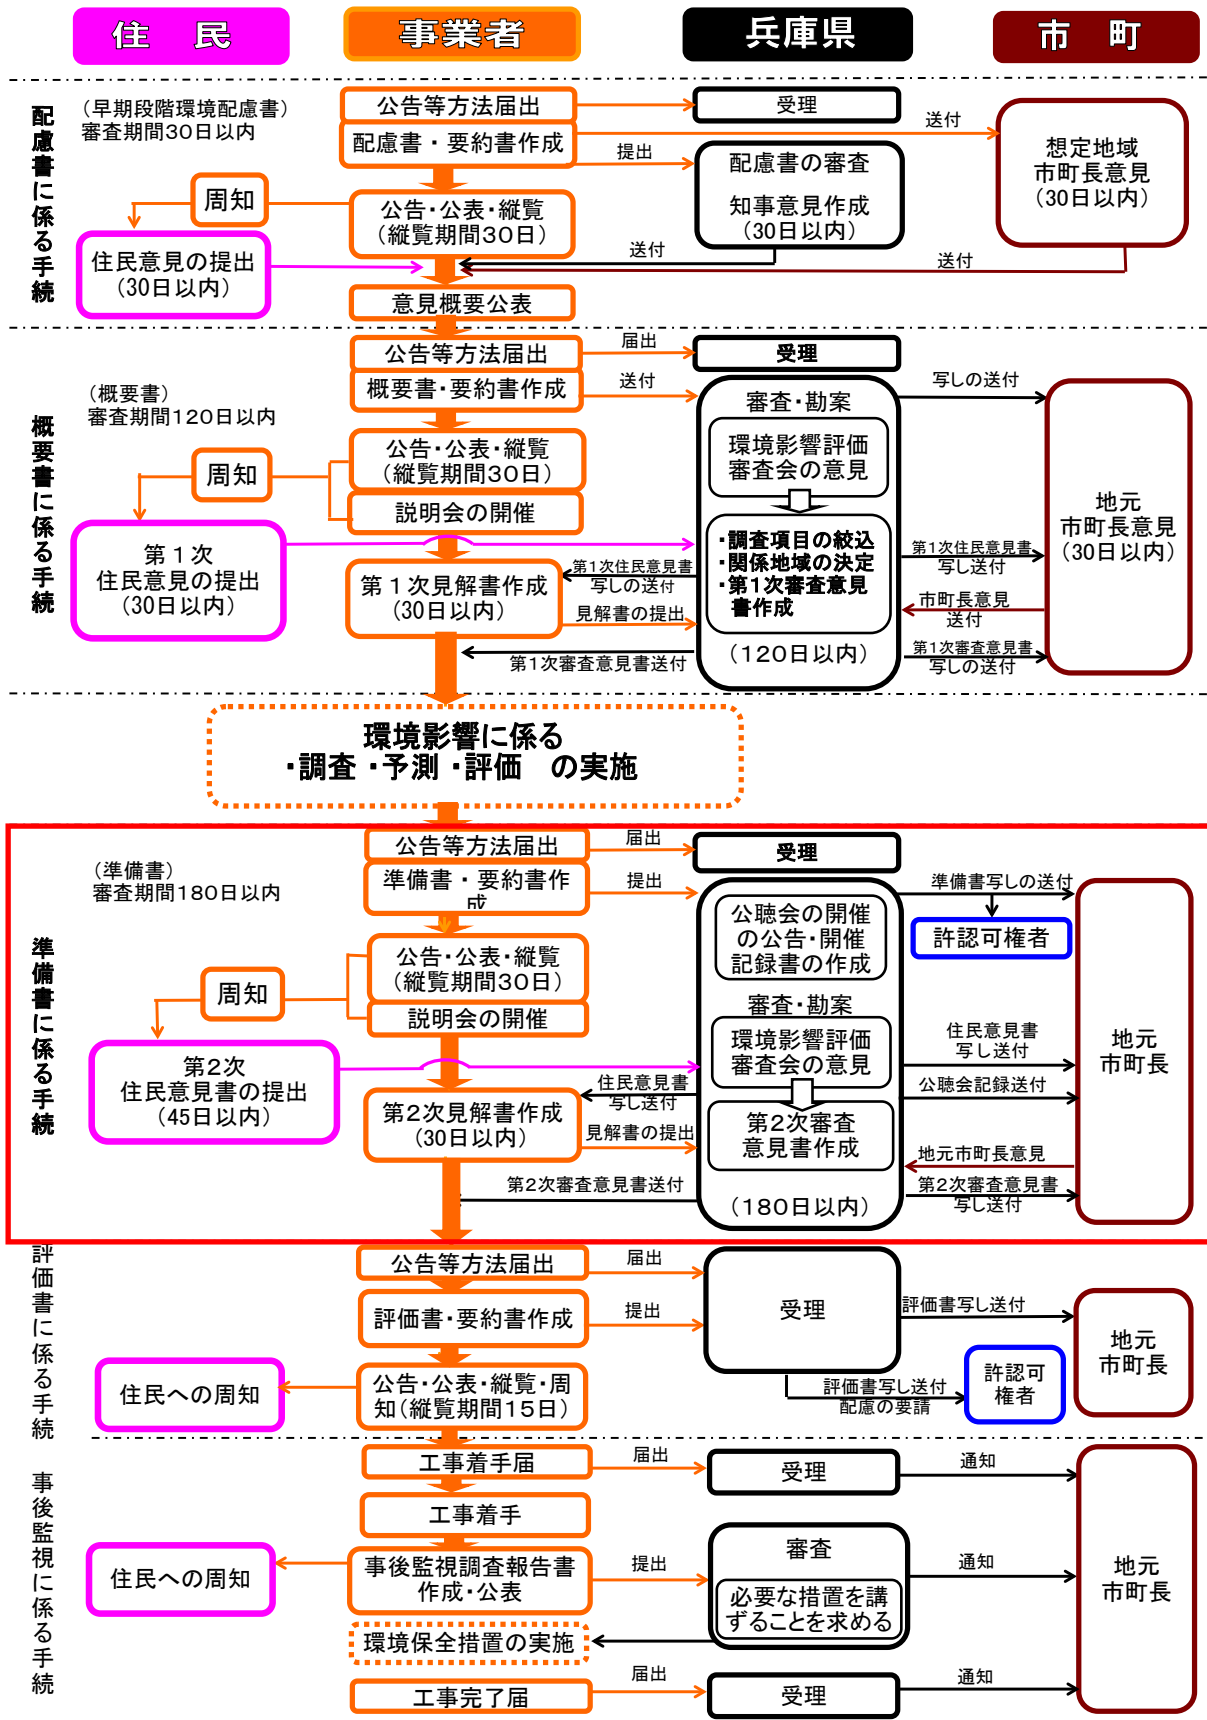 住　民
事業者
兵庫県
市　町
配慮書に係る手続
（早期段階環境配慮書）
審査期間30日以内
公告等方法届出
受理
配慮書・要約書作成
送付
提出
配慮書の審査
知事意見作成
（30日以内）
想定地域
市町長意見
（30日以内）
周知
公告・公表・縦覧
（縦覧期間30日）
住民意見の提出
（30日以内）
送付
送付
意見概要公表
概要書に係る手続
（概要書）
審査期間120日以内
公告等方法届出
届出
受理
概要書・要約書作成
送付
審査・勘案
写しの送付
環境影響評価
審査会の意見
公告・公表・縦覧
（縦覧期間30日）
周知
説明会の開催
第１次
住民意見の提出
（30日以内）
・調査項目の絞込
・関係地域の決定
・第1次審査意見
書作成
（120日以内）
第１次見解書作成
（30日以内）
第1次住民意見書
写しの送付
見解書の提出
第1次審査意見書送付
第1次住民意見書
写し送付
市町長意見
送付
第1次審査意見書
写しの送付
地元
市町長意見
（30日以内）
環境影響に係る
・調査・予測・評価　の実施
準備書に係る手続
（準備書）
審査期間180日以内
公告等方法届出
届出
受理
準備書・要約書作
成
提出
公聴会の開催
の公告・開催
記録書の作成
準備書写しの送付
許認可権者
公告・公表・縦覧
（縦覧期間30日）
周知
説明会の開催
審査・勘案
環境影響評価
審査会の意見
第2次
住民意見書の提出
（45日以内）
住民意見書
写し送付
第2次見解書作成
（30日以内）
見解書の提出
第2次審査
意見書作成
（180日以内）
第2次審査意見書送付
住民意見書
写し送付
公聴会記録送付
地元市町長意見
第2次審査意見書
写し送付
地元
市町長
評価書に係る手続
公告等方法届出
届出
受理
評価書・要約書作成
提出
評価書写し送付
地元
市町長
公告・公表・縦覧・周
知（縦覧期間15日）
住民への周知
評価書写し送付
配慮の要請
許認可
権者
事後監視に係る手続
工事着手届
届出
受理
通知
工事着手
事後監視調査報告書
作成・公表
住民への周知
提出
審査
必要な措置を講
ずることを求める
通知
地元
市町長
環境保全措置の実施
工事完了届
届出
受理
通知